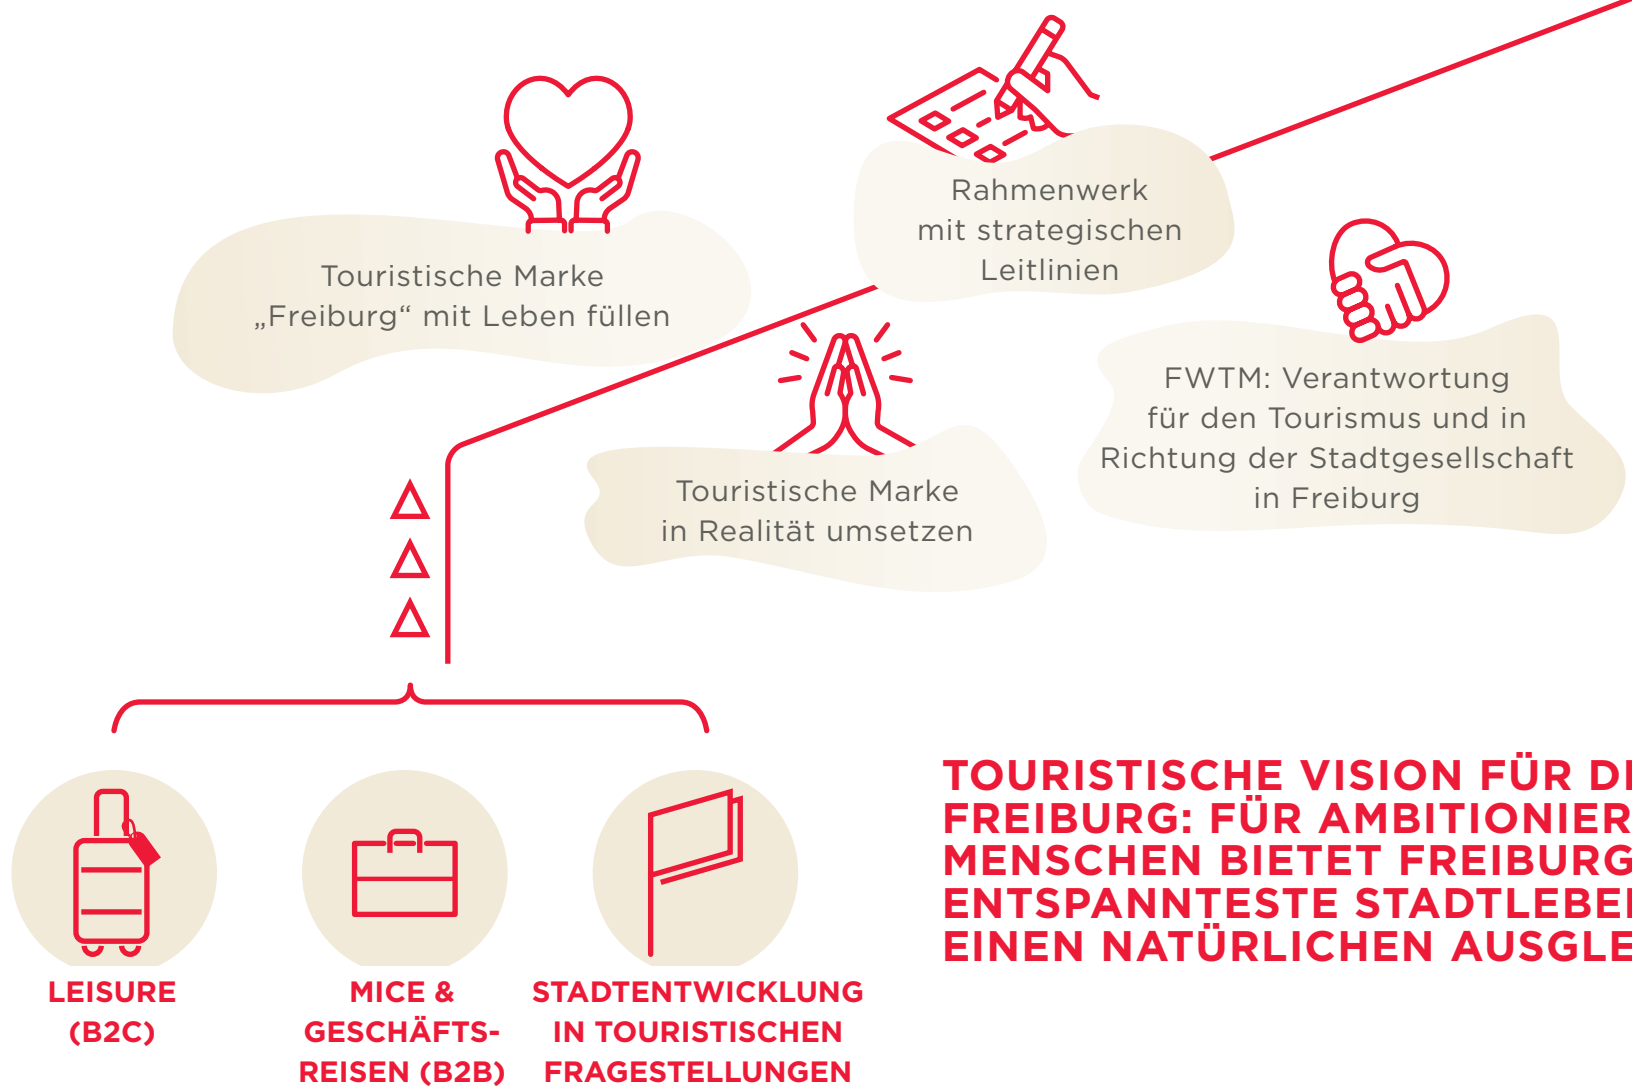 Rahmenwerk
mit strategischen
Leitlinien
Touristische Marke
„Freiburg“ mit Leben füllen
FWTM: Verantwortung
für den Tourismus und in
Richtung der Stadtgesellschaft
in Freiburg
Touristische Marke
in Realität umsetzen
TOURISTISCHE VISION FÜR
FREIBURG: FÜR
MENSCHEN BIETET FREIBURG
ENTSPANNTESTE
EINEN NATÜRLICHEN
LEISURE
(B2C)
MICE &
GESCHÄFTS-
REISEN (B2B)
STADTENTWICKLUNG
IN TOURISTISCHEN
FRAGESTELLUNGEN